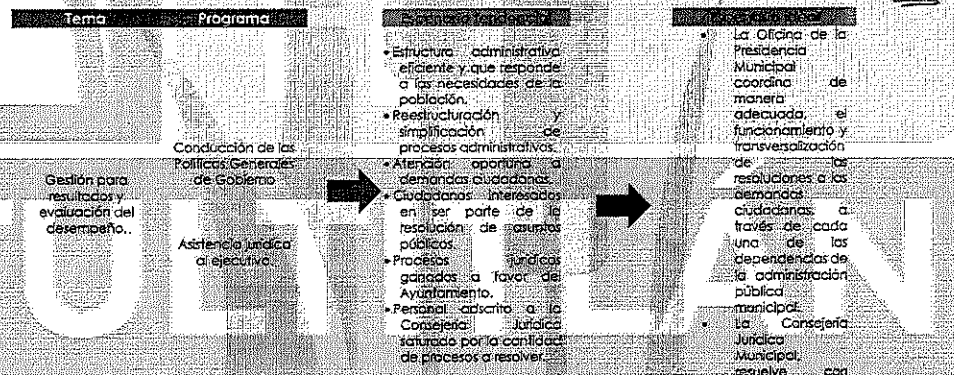 Tema
Programa
Escenario tendencial
Gestión para
resultados y
evaluación del
desempeño..
Conducción de las
Políticas Generales
de Gobierno
Asistencia jurídica
al ejecutivo
•Estructura administrativa
eficiente y que responde
a las necesidades de la
población.
•Reestructuración y
simplificación de
procesos administrativos.
•Atención oportuna a
demandas ciudadanas.
•Ciudadanos interesados
en ser parte de la
resolución de asuntos
públicos.
•Procesos jurídicos
ganados a favor del
Ayuntamiento.
•Personal adscrito a la
Consejería Jurídica
saturado por la cantidad
de procesos a resolver.
• La Oficina de la
Presidencia
Municipal
coordina de
manera
adecuada, el
funcionamiento y
transversalización
de las
resoluciones a las
demandas
ciudadanas, a
través de cada
una de las
dependencias de
la administración
pública
municipal.
• La Consejería
Jurídica
Municipal,
resuelve con
TULTITLAN